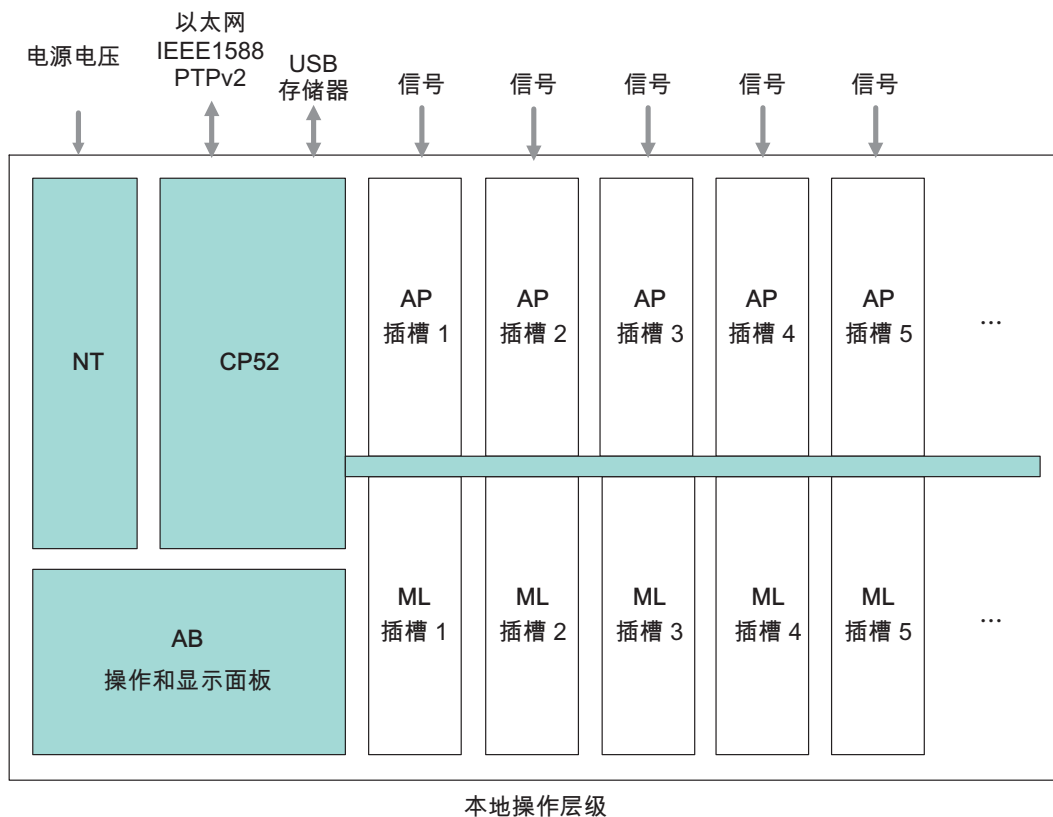 电源电压
以太网
IEEE1588
PTPv2
USB
存储器
信号
信号
信号
信号
信号
NT
CP52
AP
插槽 1
AP
插槽 2
AP
插槽 3
AP
插槽 4
AP
插槽 5
...
AB
操作和显示面板
ML
插槽 1
ML
插槽 2
ML
插槽 3
ML
插槽 4
ML
插槽 5
...
本地操作层级